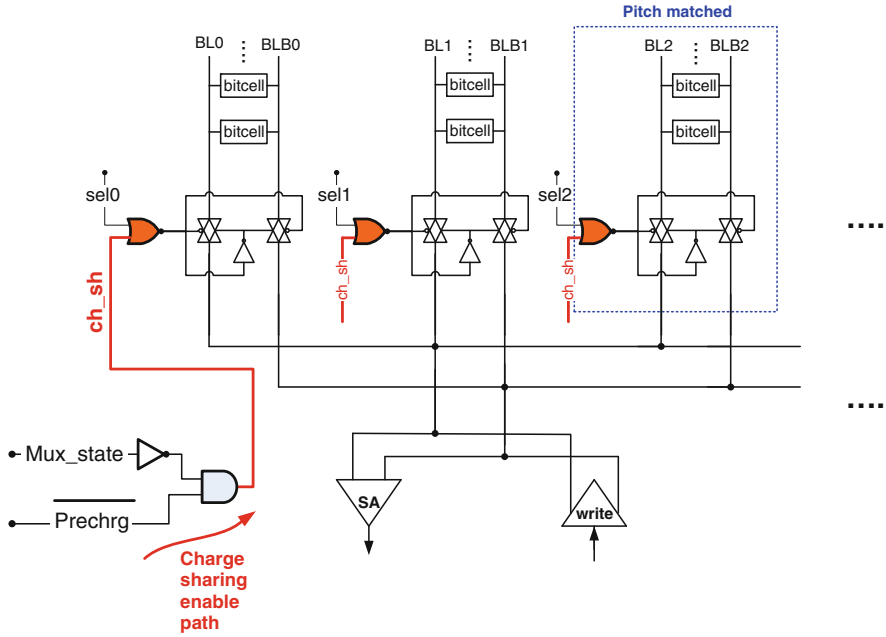 Pitch matched
BL0 BLB0 BL1 BLB1 BL2 BLB2
bitcell bitcell bitcell
bitcell bitcell bitcell
sel0 sel1 sel2
ch_sh
ch_sh
ch_sh
Mux_state
Prechrg
SA
write
Charge
sharing
enable
path